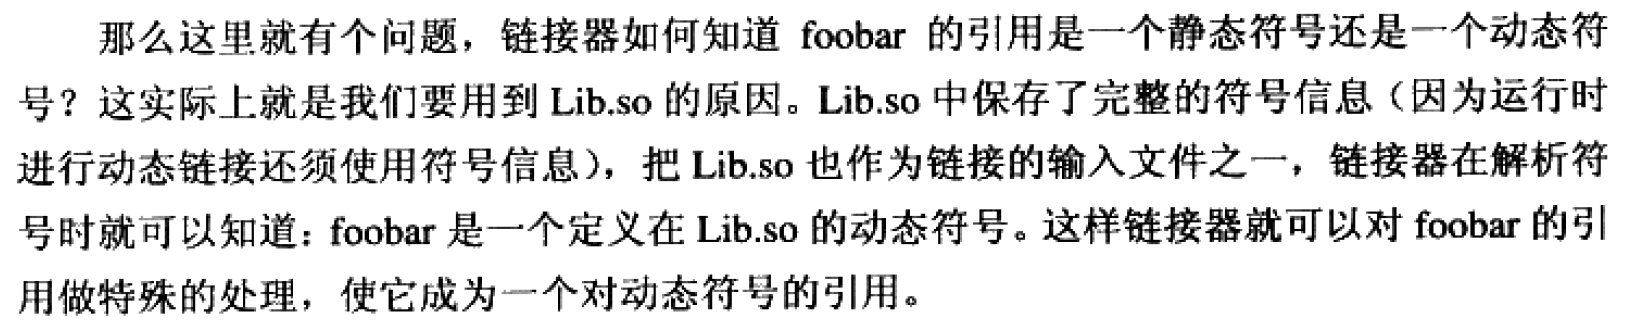 那么这里就有个问题，链接器如何知道 foobar 的引用是一个静态符号还是一个动态符
号？这实际上就是我们要用到 Lib.so 的原因。Lib.so 中保存了完整的符号信息（因为运行时
进行动态链接还须使用符号信息），把 Lib.so 也作为链接的输入文件之一，链接器在解析符
号时就可以知道：foobar 是一个定义在 Lib.so 的动态符号。这样链接器就可以对 foobar 的引
用做特殊的处理，使它成为一个对动态符号的引用。